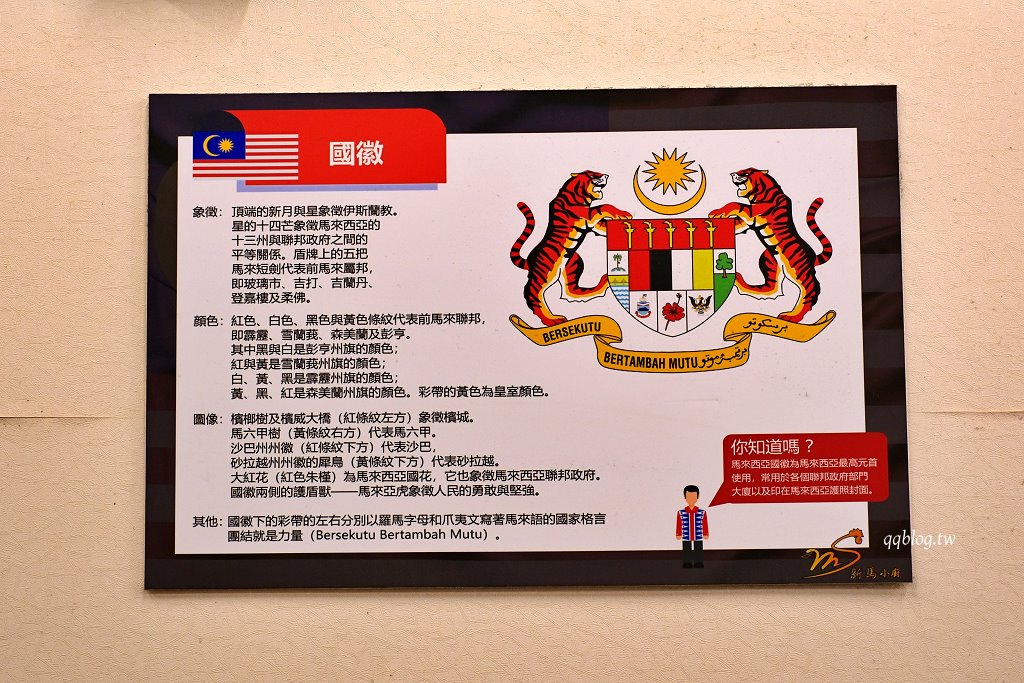 國徽
象徵: 頂端的新月與星象徵伊斯蘭教。
星的十四芒象徵馬來西亞的
十三州與聯邦政府之間的
平等關係。盾牌上的五把
馬來短劍代表前馬來屬邦,
即玻璃市、吉打、吉蘭丹、
登嘉樓及柔佛。
顏色: 紅色、白色、黑色與黃色條紋代表前馬來聯邦,
即霹靂、雪蘭莪、森美蘭及彭亨。
其中黑與白是彭亨州旗的顏色;
紅與黃是雪蘭莪州旗的顏色;
白、黃、黑是霹靂州旗的顏色;
黃、黑、紅是森美蘭州旗的顏色。彩帶的黃色為皇室顏色。
圖像: 檳榔樹及檳威大橋(紅條紋左方)象徵檳城。
馬六甲樹(黃條紋右方)代表馬六甲。
沙巴州州徽(紅條紋下方)代表沙巴,
砂拉越州州徽的犀鳥(黃條紋下方)代表砂拉越。
大紅花(紅色朱槿)為馬來西亞國花,它也象徵馬來西亞聯邦政府。
國徽兩側的護盾獸——馬來亞虎象徵人民的勇敢與堅強。
其他: 國徽下的彩帶的左右分別以羅馬字母和爪夷文寫著馬來語的國家格言
團結就是力量(Bersekutu Bertambah Mutu)。
BERSEKUTU
برسكوتو
BERTAMBAH MUTU
برتمبه موتو
你知道嗎?
馬來西亞國徽為馬來西亞最高元首
使用,常用於各個聯邦政府部門
大廈以及印在馬來西亞護照封面。
qqblog.tw
新馬小廚